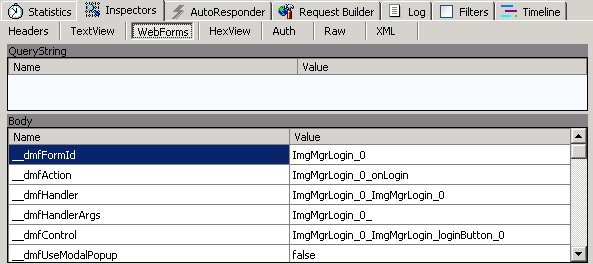 Statistics Inspectors AutoResponder Request Builder Log Filters Timeline
Headers TextView WebForms HexView Auth Raw XML
QueryString
Name Value
Body
Name Value
__dmfFormId ImgMgrLogin_0
__dmfAction ImgMgrLogin_0_onLogin
__dmfHandler ImgMgrLogin_0_ImgMgrLogin_0
__dmfHandlerArgs ImgMgrLogin_0_
__dmfControl ImgMgrLogin_0_ImgMgrLogin_loginButton_0
__dmfUseModalPopup false